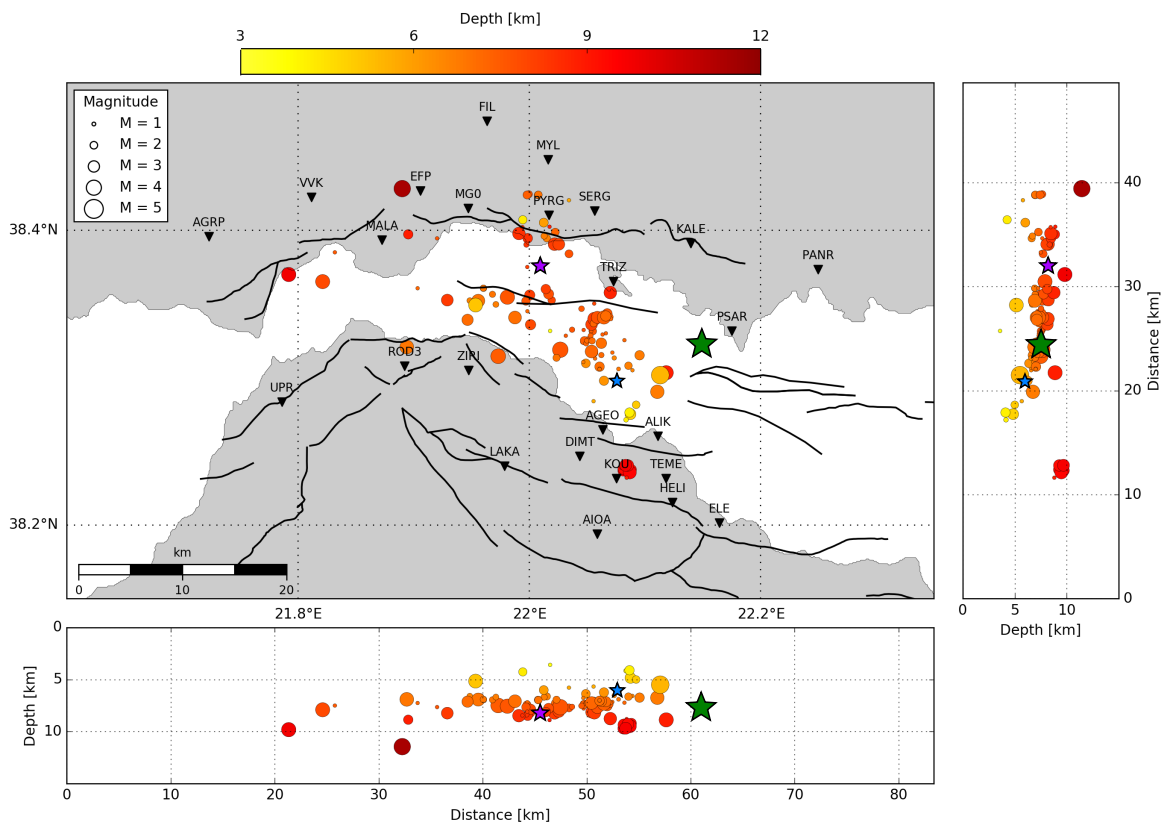 Depth [km]
3 6 9 12
Magnitude
M = 1
M = 2
M = 3
M = 4
M = 5
FIL
MYL
VVK
EFP
MG0
PYRG
SERG
AGRP
MALA
KALE
PANR
TRIZ
PSAR
ROD3
ZIRI
UPR
AGEO
ALIK
DIMT
LAKA
KOU
TEME
HELI
ELE
AIOA
38.4°N
38.2°N
km
0 10 20
21.8°E 22°E 22.2°E
40
30
20
10
0
Distance [km]
0 5 10
Depth [km]
0
5
10
15
Depth [km]
0 10 20 30 40 50 60 70 80
Distance [km]